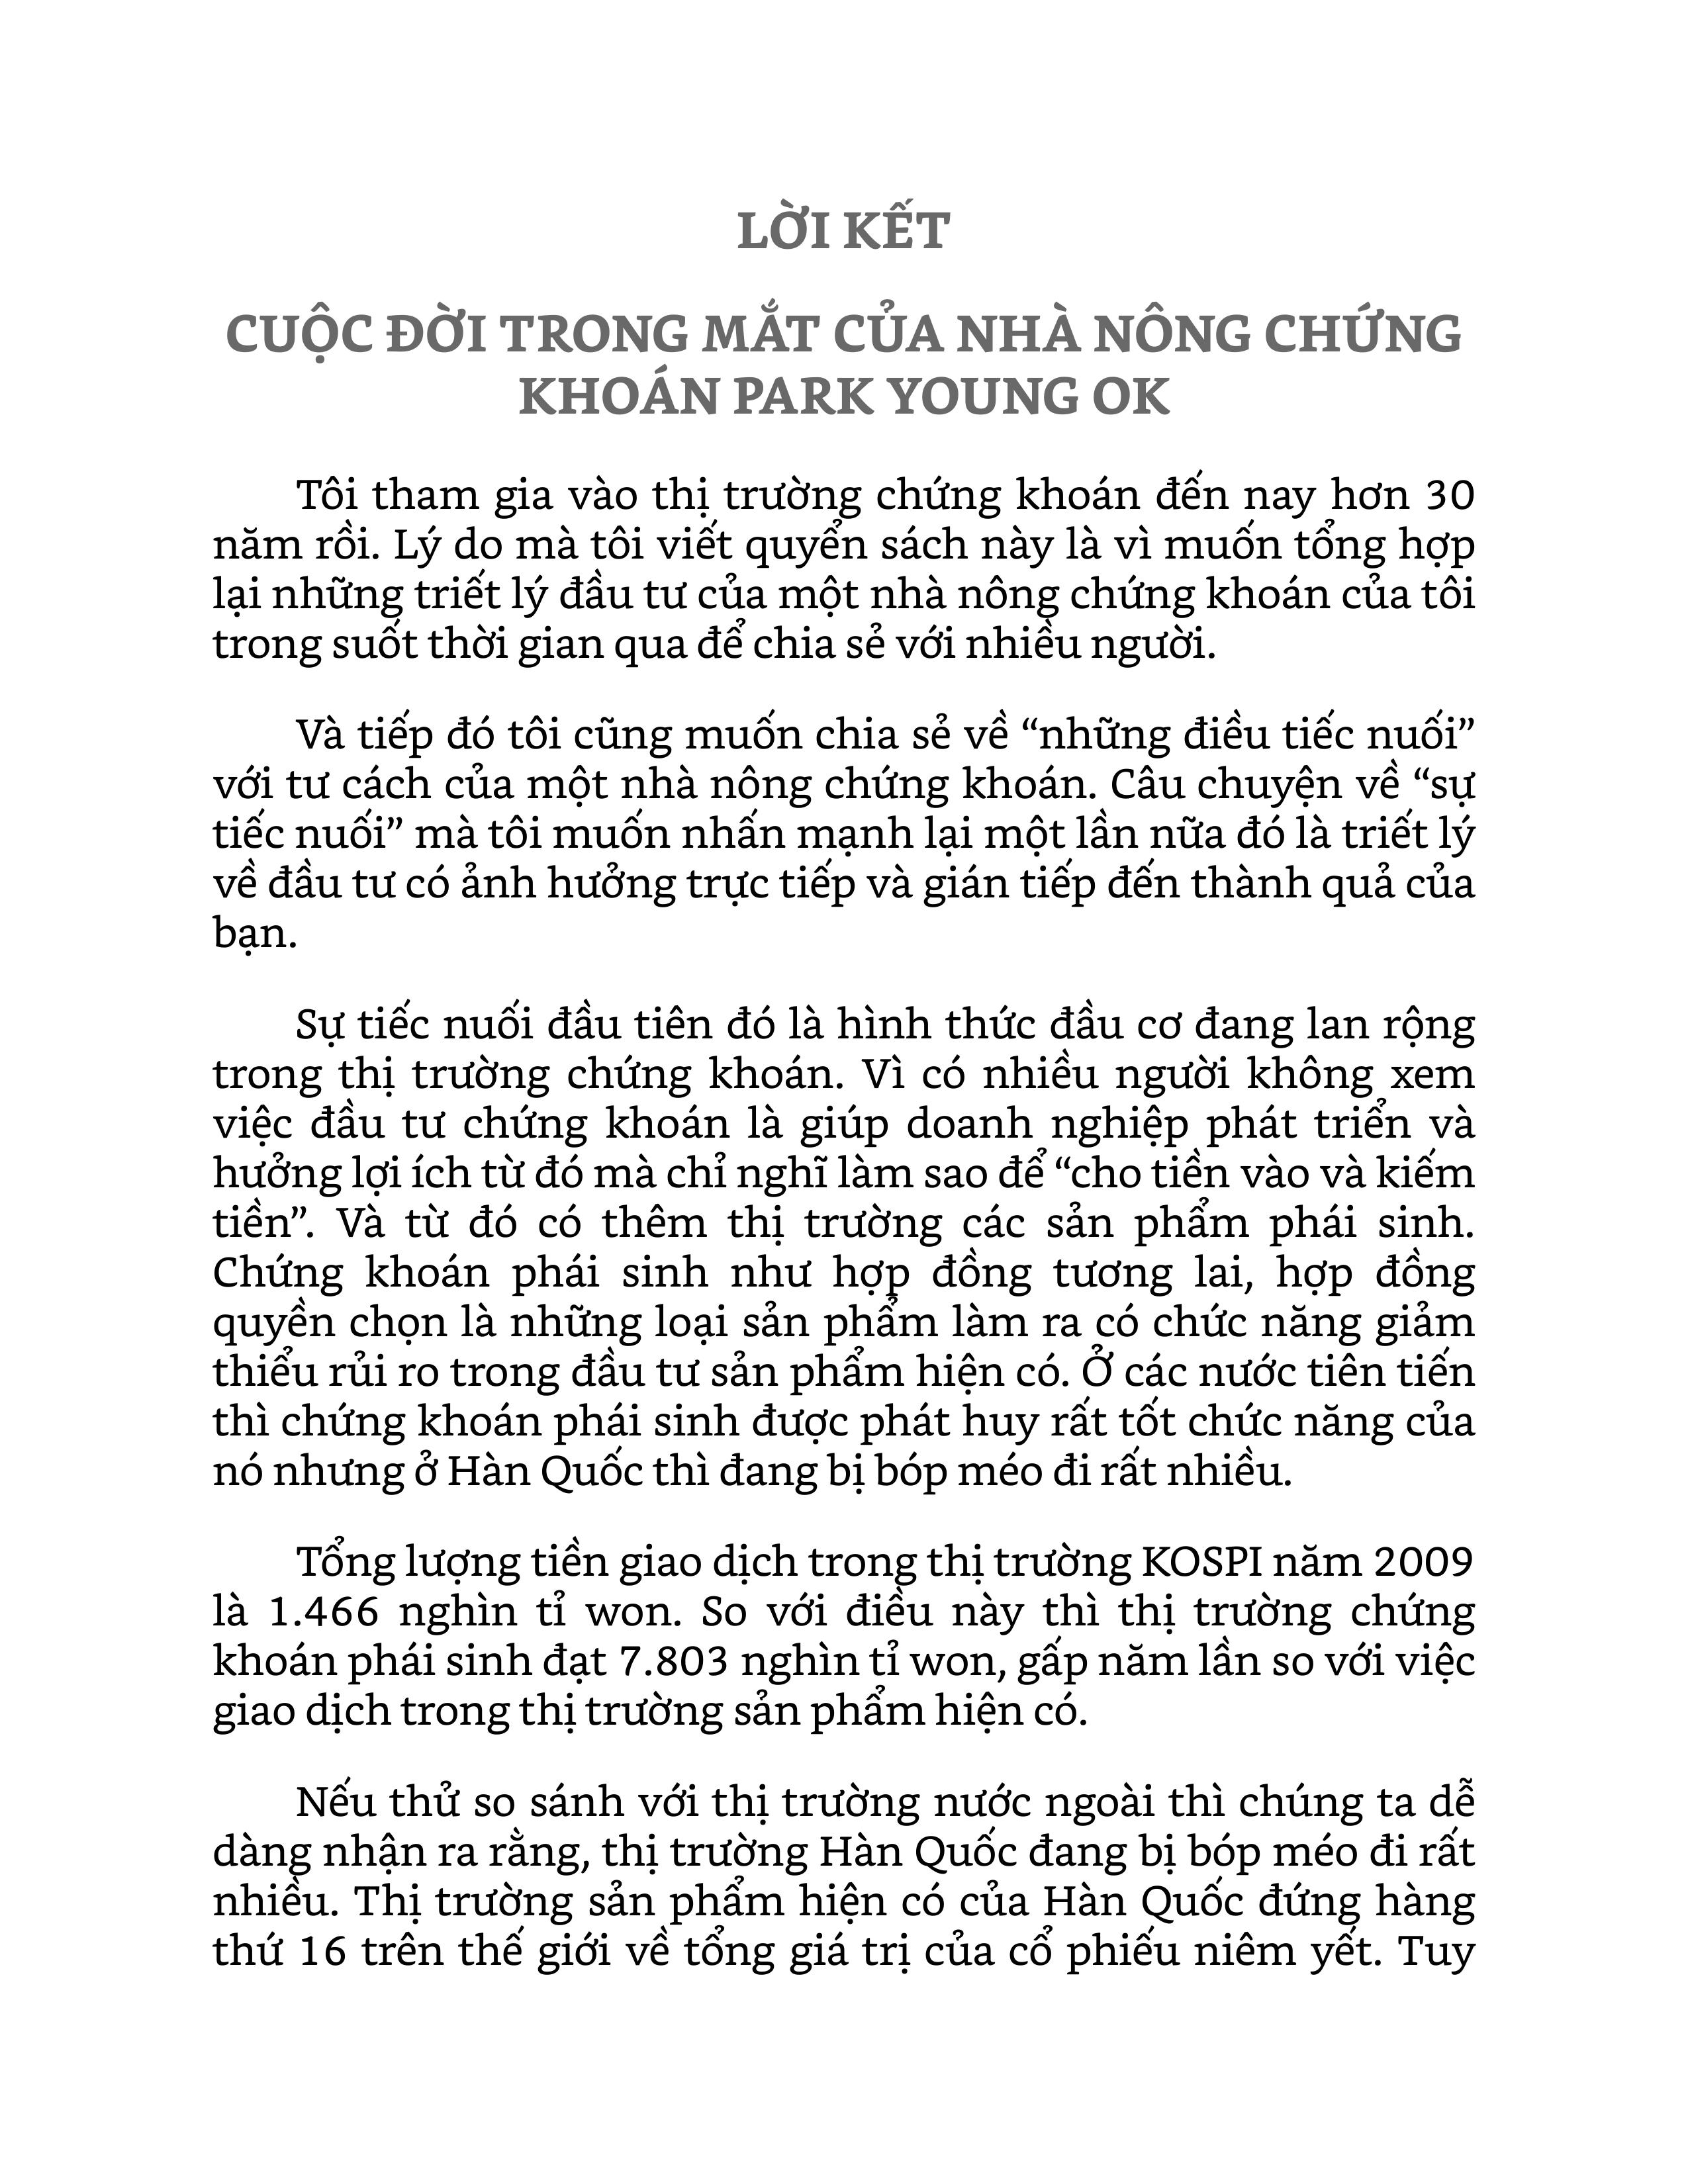 LỜI KẾT
CUỘC ĐỜI TRONG MẮT CỦA NHÀ NÔNG CHỨNG
KHOÁN PARK YOUNG OK
Tôi tham gia vào thị trường chứng khoán đến nay hơn 30
năm rồi. Lý do mà tôi viết quyển sách này là vì muốn tổng hợp
lại những triết lý đầu tư của một nhà nông chứng khoán của tôi
trong suốt thời gian qua để chia sẻ với nhiều người.
Và tiếp đó tôi cũng muốn chia sẻ về “những điều tiếc nuối”
với tư cách của một nhà nông chứng khoán. Câu chuyện về “sự
tiếc nuối” mà tôi muốn nhấn mạnh lại một lần nữa đó là triết lý
về đầu tư có ảnh hưởng trực tiếp và gián tiếp đến thành quả của
bạn.
Sự tiếc nuối đầu tiên đó là hình thức đầu cơ đang lan rộng
trong thị trường chứng khoán. Vì có nhiều người không xem
việc đầu tư chứng khoán là giúp doanh nghiệp phát triển và
hưởng lợi ích từ đó mà chỉ nghĩ làm sao để “cho tiền vào và kiếm
tiền”. Và từ đó có thêm thị trường các sản phẩm phái sinh.
Chứng khoán phái sinh như hợp đồng tương lai, hợp đồng
quyền chọn là những loại sản phẩm làm ra có chức năng giảm
thiểu rủi ro trong đầu tư sản phẩm hiện có. Ở các nước tiên tiến
thì chứng khoán phái sinh được phát huy rất tốt chức năng của
nó nhưng ở Hàn Quốc thì đang bị bóp méo đi rất nhiều.
Tổng lượng tiền giao dịch trong thị trường KOSPI năm 2009
là 1.466 nghìn tỉ won. So với điều này thì thị trường chứng
khoán phái sinh đạt 7.803 nghìn tỉ won, gấp năm lần so với việc
giao dịch trong thị trường sản phẩm hiện có.
Nếu thử so sánh với thị trường nước ngoài thì chúng ta dễ
dàng nhận ra rằng, thị trường Hàn Quốc đang bị bóp méo đi rất
nhiều. Thị trường sản phẩm hiện có của Hàn Quốc đứng hàng
thứ 16 trên thế giới về tổng giá trị của cổ phiếu niêm yết. Tuy